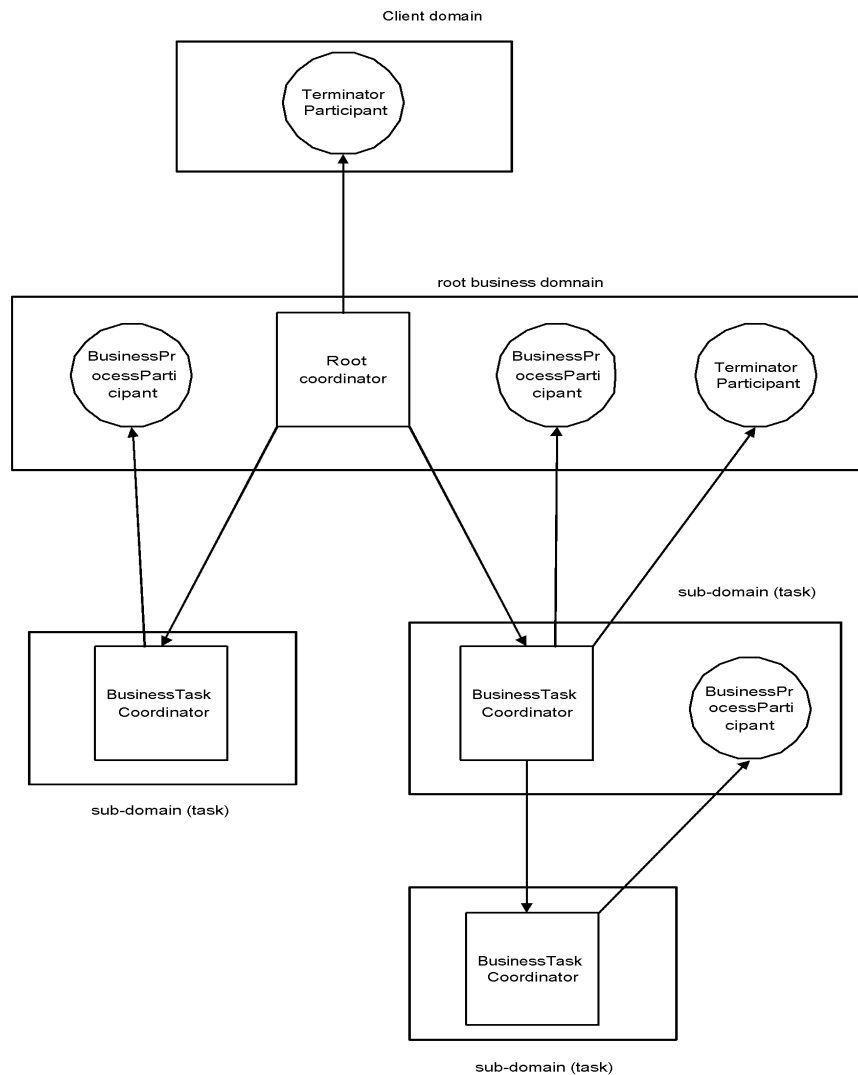 Client domain
Terminator
Participant
root business domnain
BusinessPr
ocessParti
cipant
Root
coordinator
BusinessPr
ocessParti
cipant
Terminator
Participant
sub-domain (task)
BusinessTask
Coordinator
BusinessTask
Coordinator
BusinessPr
ocessParti
cipant
sub-domain (task)
BusinessTask
Coordinator
sub-domain (task)